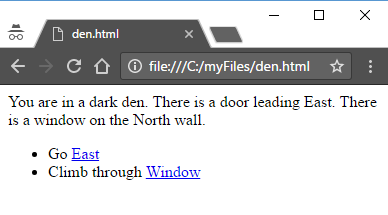 den.html
file:///C:/myFiles/den.html
You are in a dark den. There is a door leading East. There
is a window on the North wall.
Go East
Climb through Window